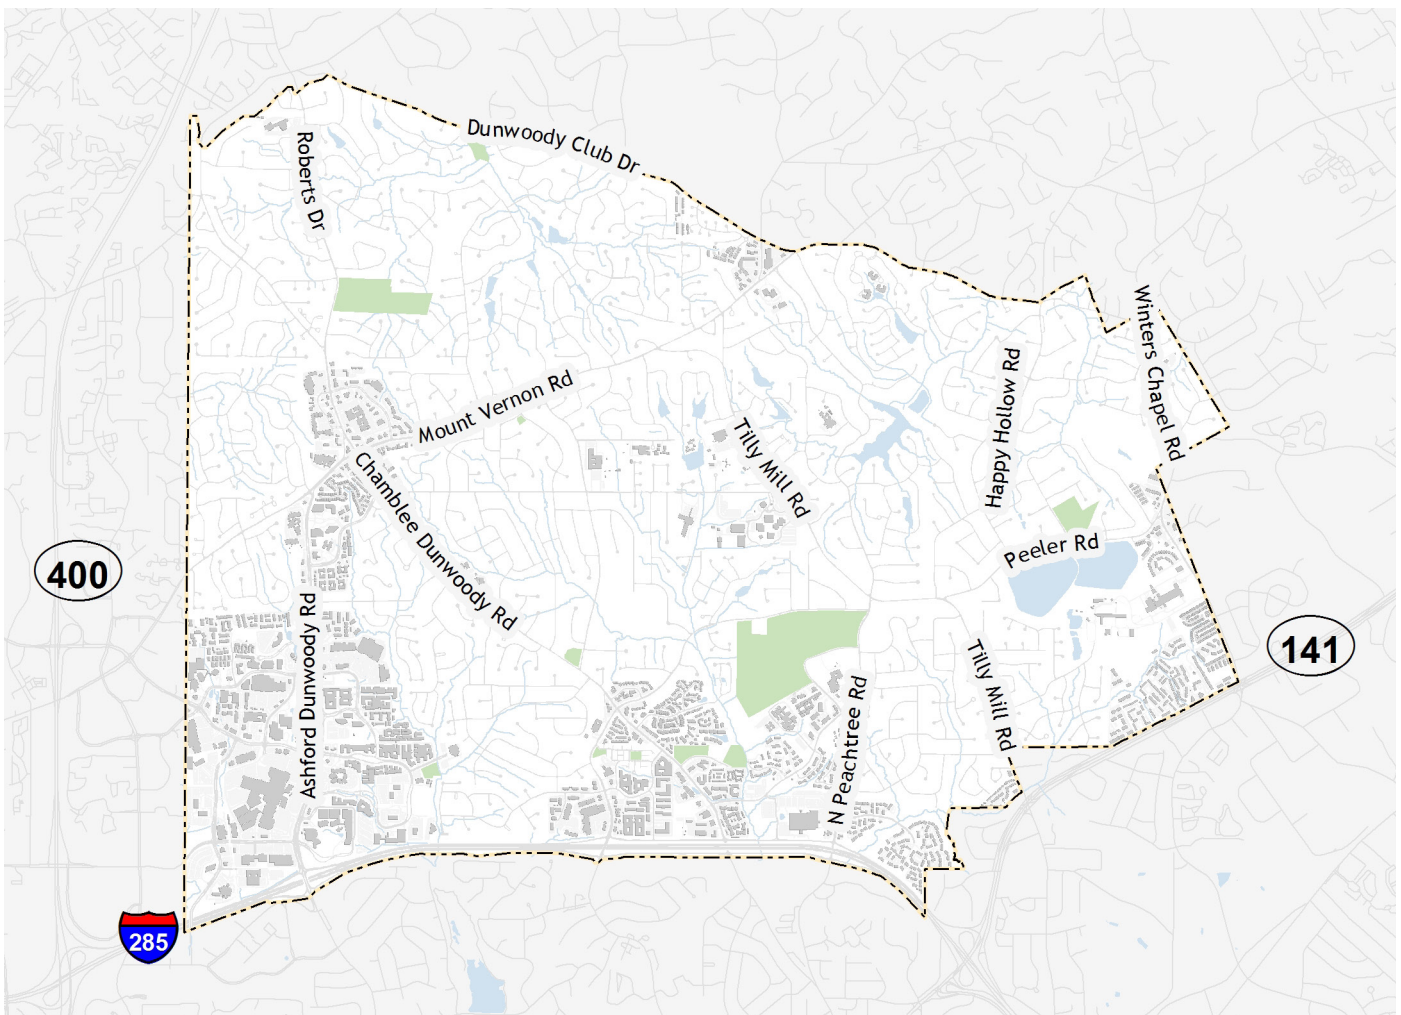 Dunwoody Club Dr
Roberts Dr
Winters Chapel Rd
Mount Vernon Rd
Happy Hollow Rd
Tilly Mill Rd
Chamblee Dunwoody Rd
Peeler Rd
400
Ashford Dunwoody Rd
141
Tilly Mill Rd
N Peachtree Rd
285